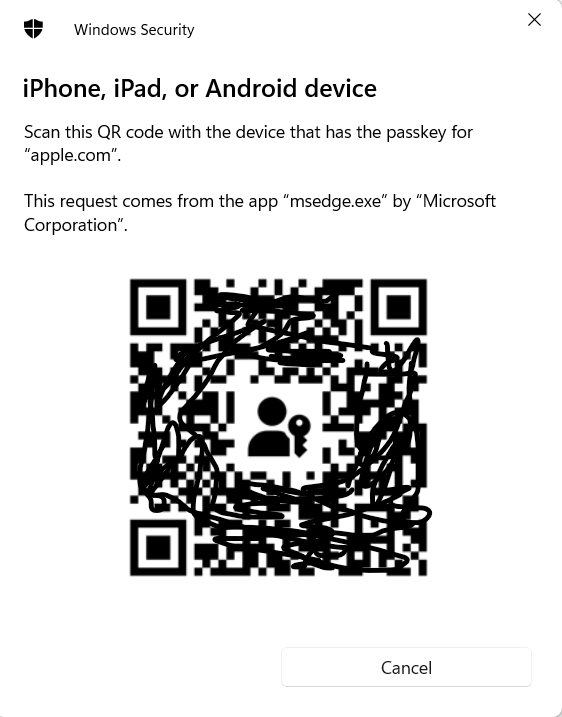 Windows Security
iPhone, iPad, or Android device
Scan this QR code with the device that has the passkey for
“apple.com”.
This request comes from the app “msedge.exe” by “Microsoft
Corporation”.
Cancel